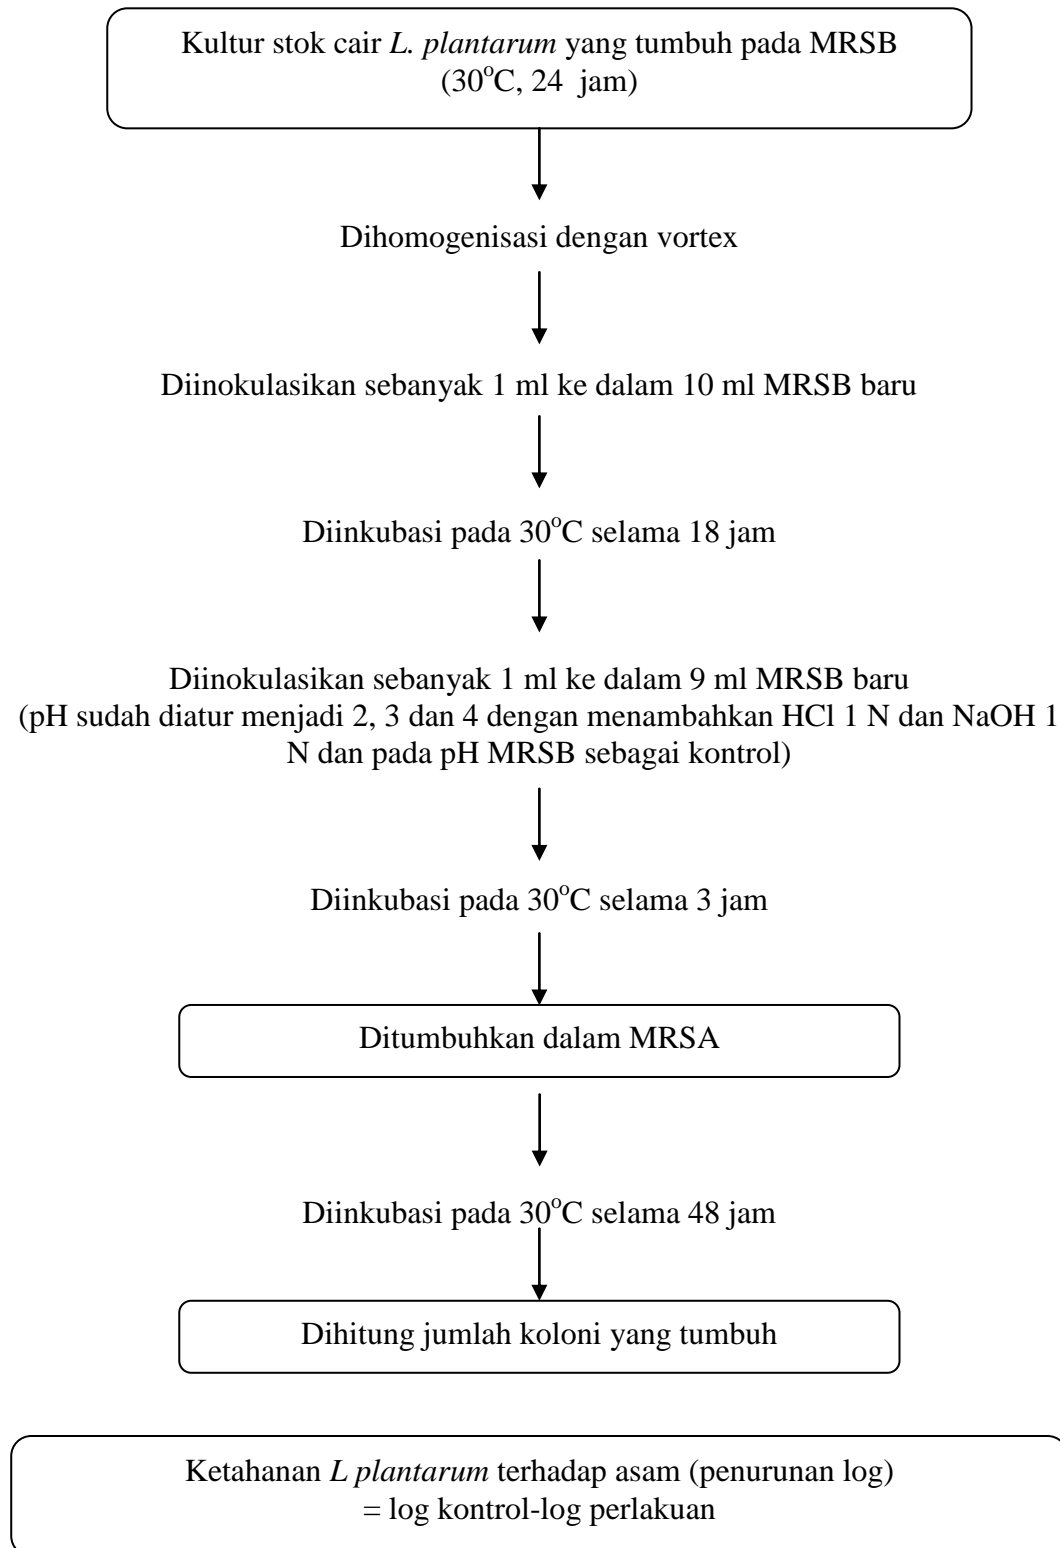 Kultur stok cair L. plantarum yang tumbuh pada MRSB
(30°C, 24 jam)
Dihomogenisasi dengan vortex
Diinokulasikan sebanyak 1 ml ke dalam 10 ml MRSB baru
Diinkubasi pada 30°C selama 18 jam
Diinokulasikan sebanyak 1 ml ke dalam 9 ml MRSB baru
(pH sudah diatur menjadi 2, 3 dan 4 dengan menambahkan HCl 1 N dan NaOH 1
N dan pada pH MRSB sebagai kontrol)
Diinkubasi pada 30°C selama 3 jam
Ditumbuhkan dalam MRSA
Diinkubasi pada 30°C selama 48 jam
Dihitung jumlah koloni yang tumbuh
Ketahanan L plantarum terhadap asam (penurunan log)
= log kontrol-log perlakuan